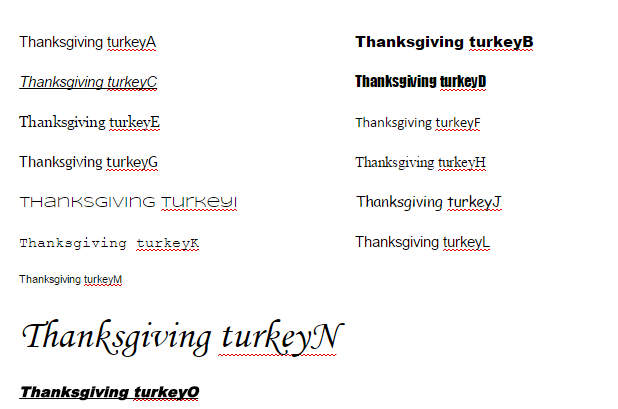 Thanksgiving turkeyA
Thanksgiving turkeyB
Thanksgiving turkeyC
Thanksgiving turkeyD
Thanksgiving turkeyE
Thanksgiving turkeyF
Thanksgiving turkeyG
Thanksgiving turkeyH
Thanksgiving TurkeyI
Thanksgiving turkeyJ
Thanksgiving turkeyK
Thanksgiving turkeyL
Thanksgiving turkeyM
Thanksgiving turkeyN
Thanksgiving turkeyO